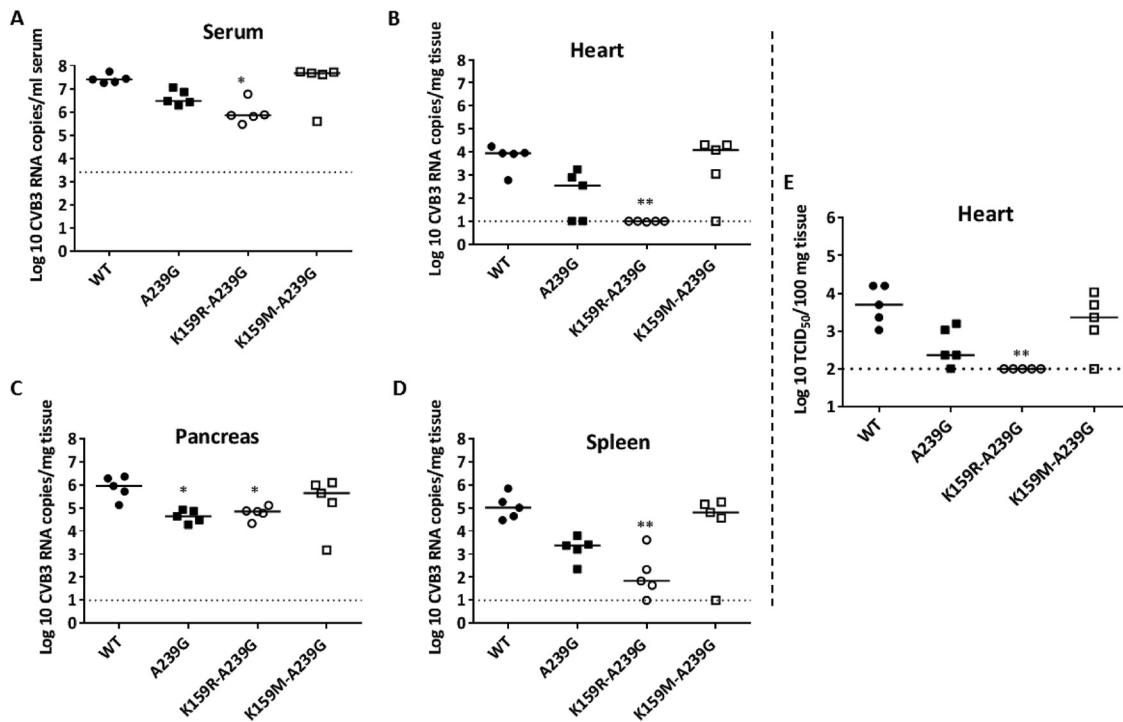 A
Serum
Log 10 CVB3 RNA copies/ml serum
8
7
6
5
4
3
2
1
0
*
WT
A239G
K159R-A239G
K159M-A239G
B
Heart
Log 10 CVB3 RNA copies/mg tissue
8
7
6
5
4
3
2
1
0
**
WT
A239G
K159R-A239G
K159M-A239G
C
Pancreas
Log 10 CVB3 RNA copies/mg tissue
8
7
6
5
4
3
2
1
0
*
*
WT
A239G
K159R-A239G
K159M-A239G
D
Spleen
Log 10 CVB3 RNA copies/mg tissue
8
7
6
5
4
3
2
1
0
**
WT
A239G
K159R-A239G
K159M-A239G
E
Heart
Log 10 TCID50/100 mg tissue
6
5
4
3
2
1
**
WT
A239G
K159R-A239G
K159M-A239G